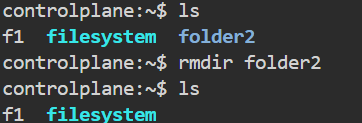 controlplane:~$ ls
f1  filesystem  folder2
controlplane:~$ rmdir folder2
controlplane:~$ ls
f1  filesystem